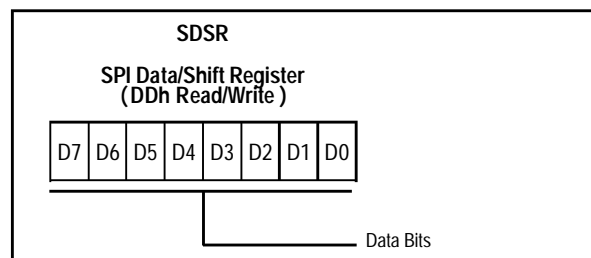 SDSR
SPI Data/Shift Register
( DDh Read/Write )
D7 D6 D5 D4 D3 D2 D1 D0
Data Bits